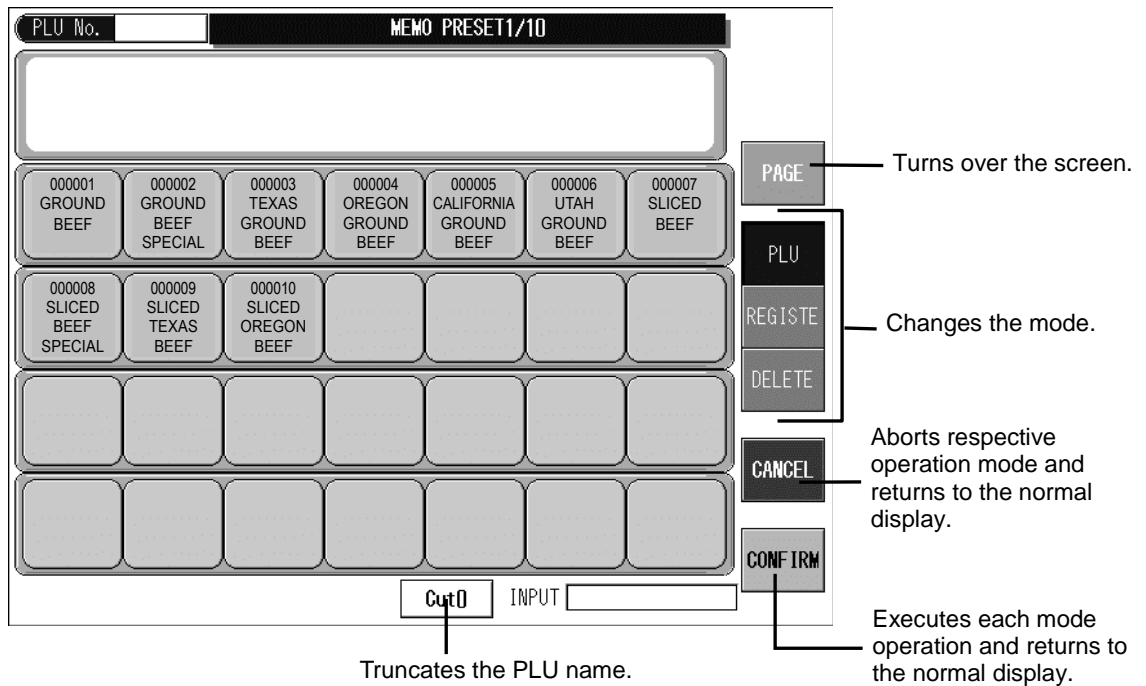 PLU No.
MEMO PRESET1/10
PAGE
Turns over the screen.
000001
GROUND
BEEF
000002
GROUND
BEEF
SPECIAL
000003
TEXAS
GROUND
BEEF
000004
OREGON
GROUND
BEEF
000005
CALIFORNIA
GROUND
BEEF
000006
UTAH
GROUND
BEEF
000007
SLICED
BEEF
000008
SLICED
BEEF
SPECIAL
000009
SLICED
TEXAS
BEEF
000010
SLICED
OREGON
BEEF
PLU
REGISTE
DELETE
Changes the mode.
CANCEL
Aborts respective
operation mode and
returns to the normal
display.
CONFIRM
Executes each mode
operation and returns to
the normal display.
Cut0
INPUT
Truncates the PLU name.